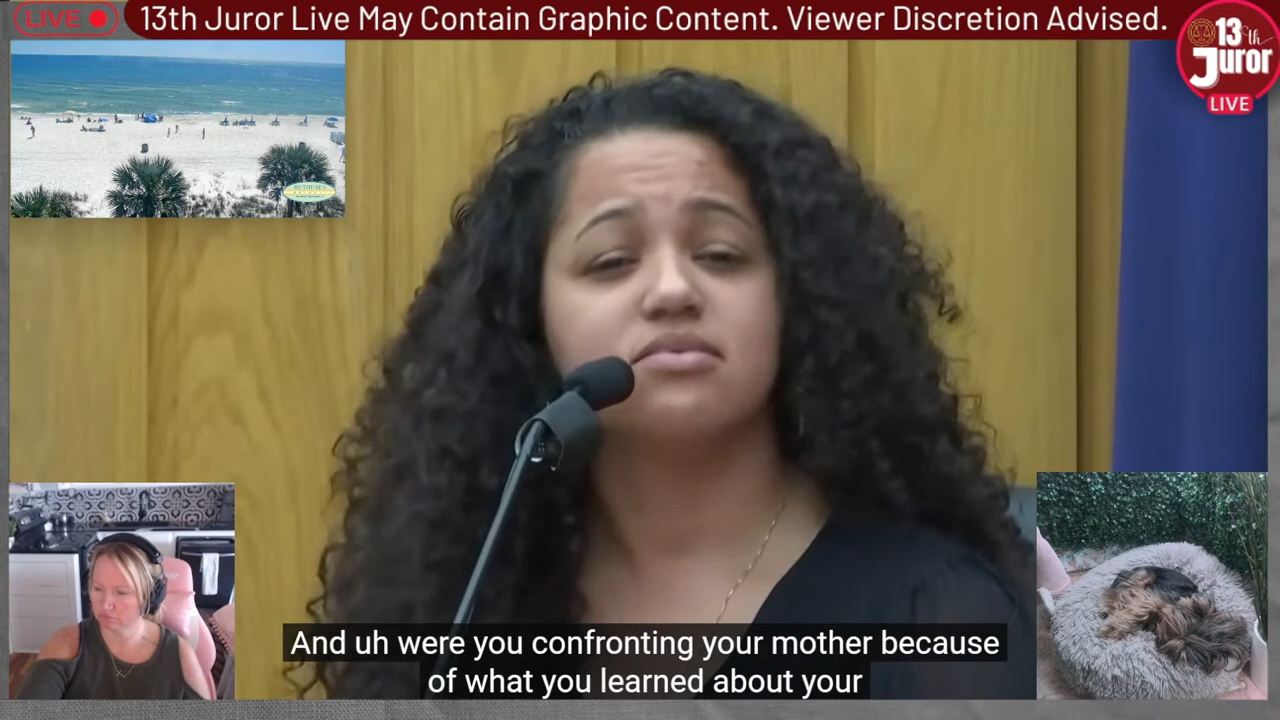 LIVE
13th Juror Live May Contain Graphic Content. Viewer Discretion Advised.
13th
Juror
LIVE
And uh were you confronting your mother because
of what you learned about your